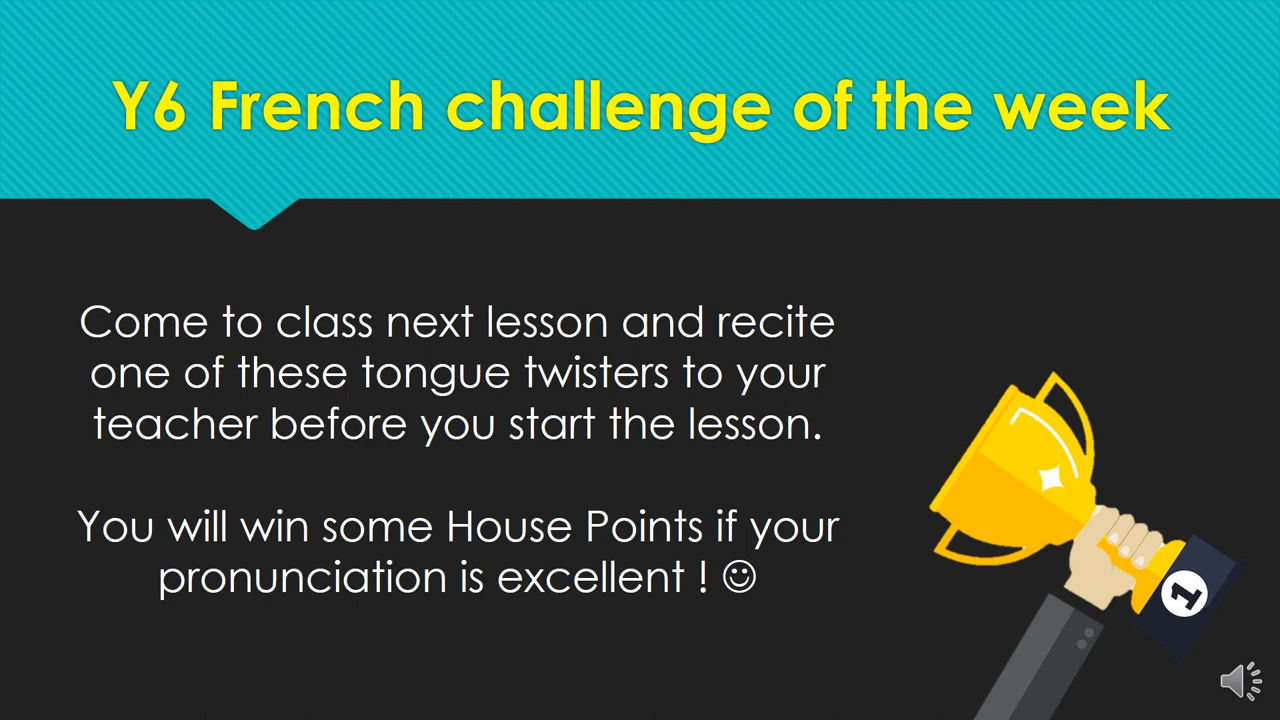 Y6 French challenge of the week
Come to class next lesson and recite
one of these tongue twisters to your
teacher before you start the lesson.
You will win some House Points if your
pronunciation is excellent ! ☺
1